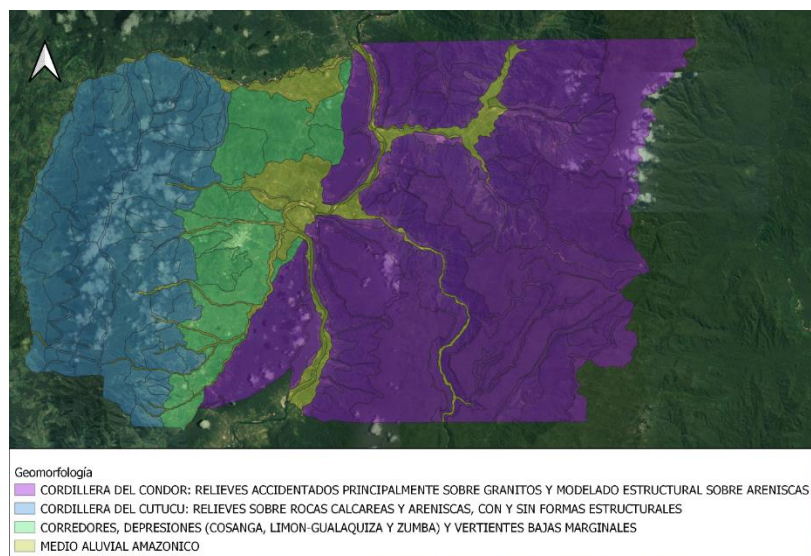 Geomorfología
CORDILLERA DEL CONDOR: RELIEVES ACCIDENTADOS PRINCIPALMENTE SOBRE GRANITOS Y MODELADO ESTRUCTURAL SOBRE ARENISCAS
CORDILLERA DEL CUTUCU: RELIEVES SOBRE ROCAS CALCAREAS Y ARENISCAS, CON Y SIN FORMAS ESTRUCTURALES
CORREDORES, DEPRESIONES (COSANGA, LIMON-GUALAQUIZA Y ZUMBA) Y VERTIENTES BAJAS MARGINALES
MEDIO ALUVIAL AMAZONICO